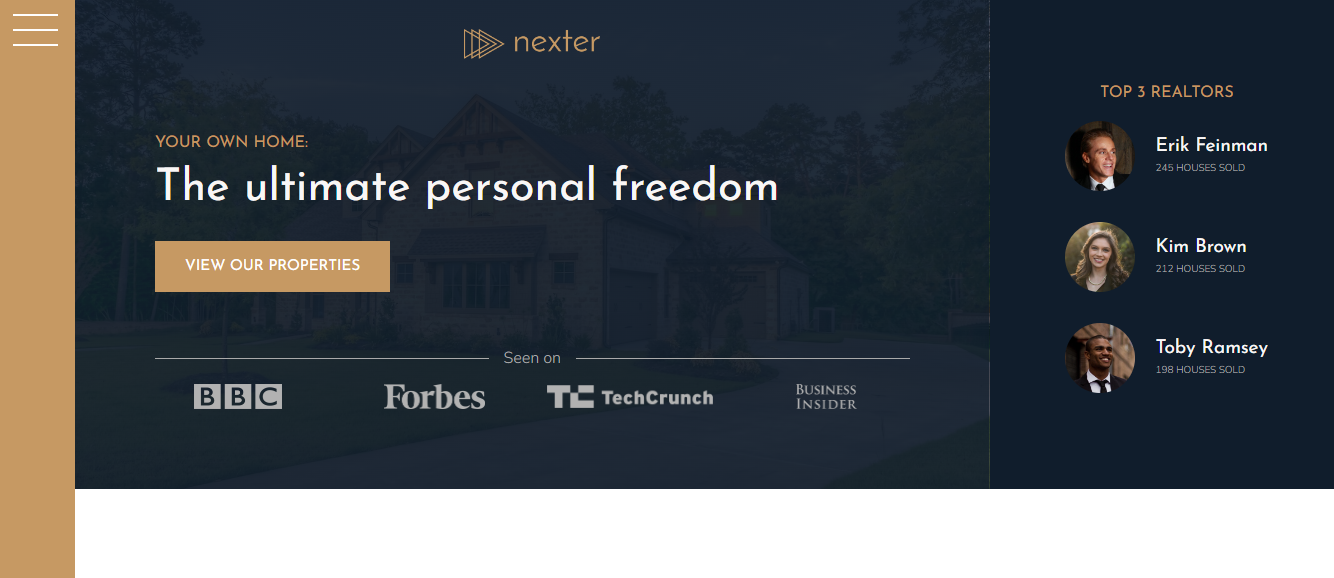 nexter
YOUR OWN HOME:
The ultimate personal freedom
VIEW OUR PROPERTIES
Seen on
BBC
Forbes
TechCrunch
BUSINESS
INSIDER
TOP 3 REALTORS
Erik Feinman
245 HOUSES SOLD
Kim Brown
212 HOUSES SOLD
Toby Ramsey
198 HOUSES SOLD